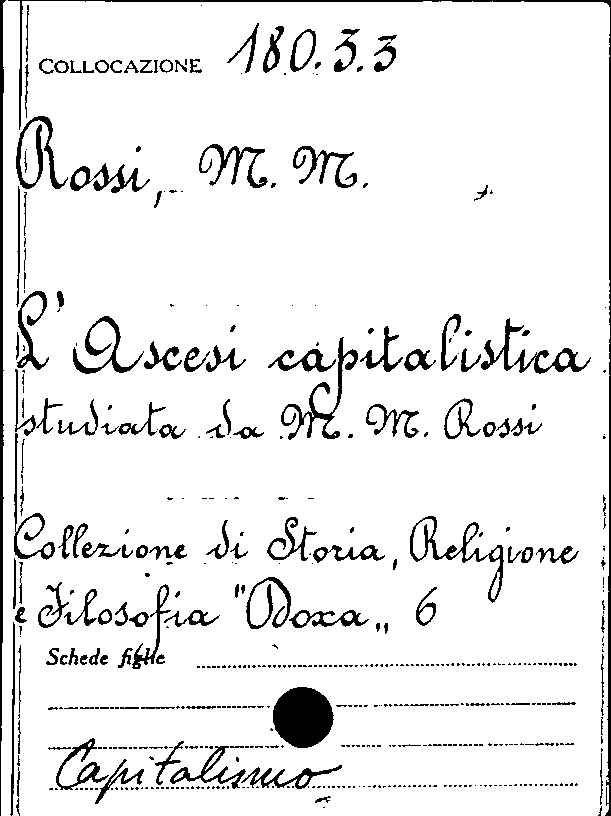 COLLOCAZIONE 180.3.3
Rossi, M. M.
L'Ascesi capitalistica
studiata da M. M. Rossi
Collezione di Storia, Religione
e Filosofia "Doxa„ 6
Schede figlie
Capitalismo